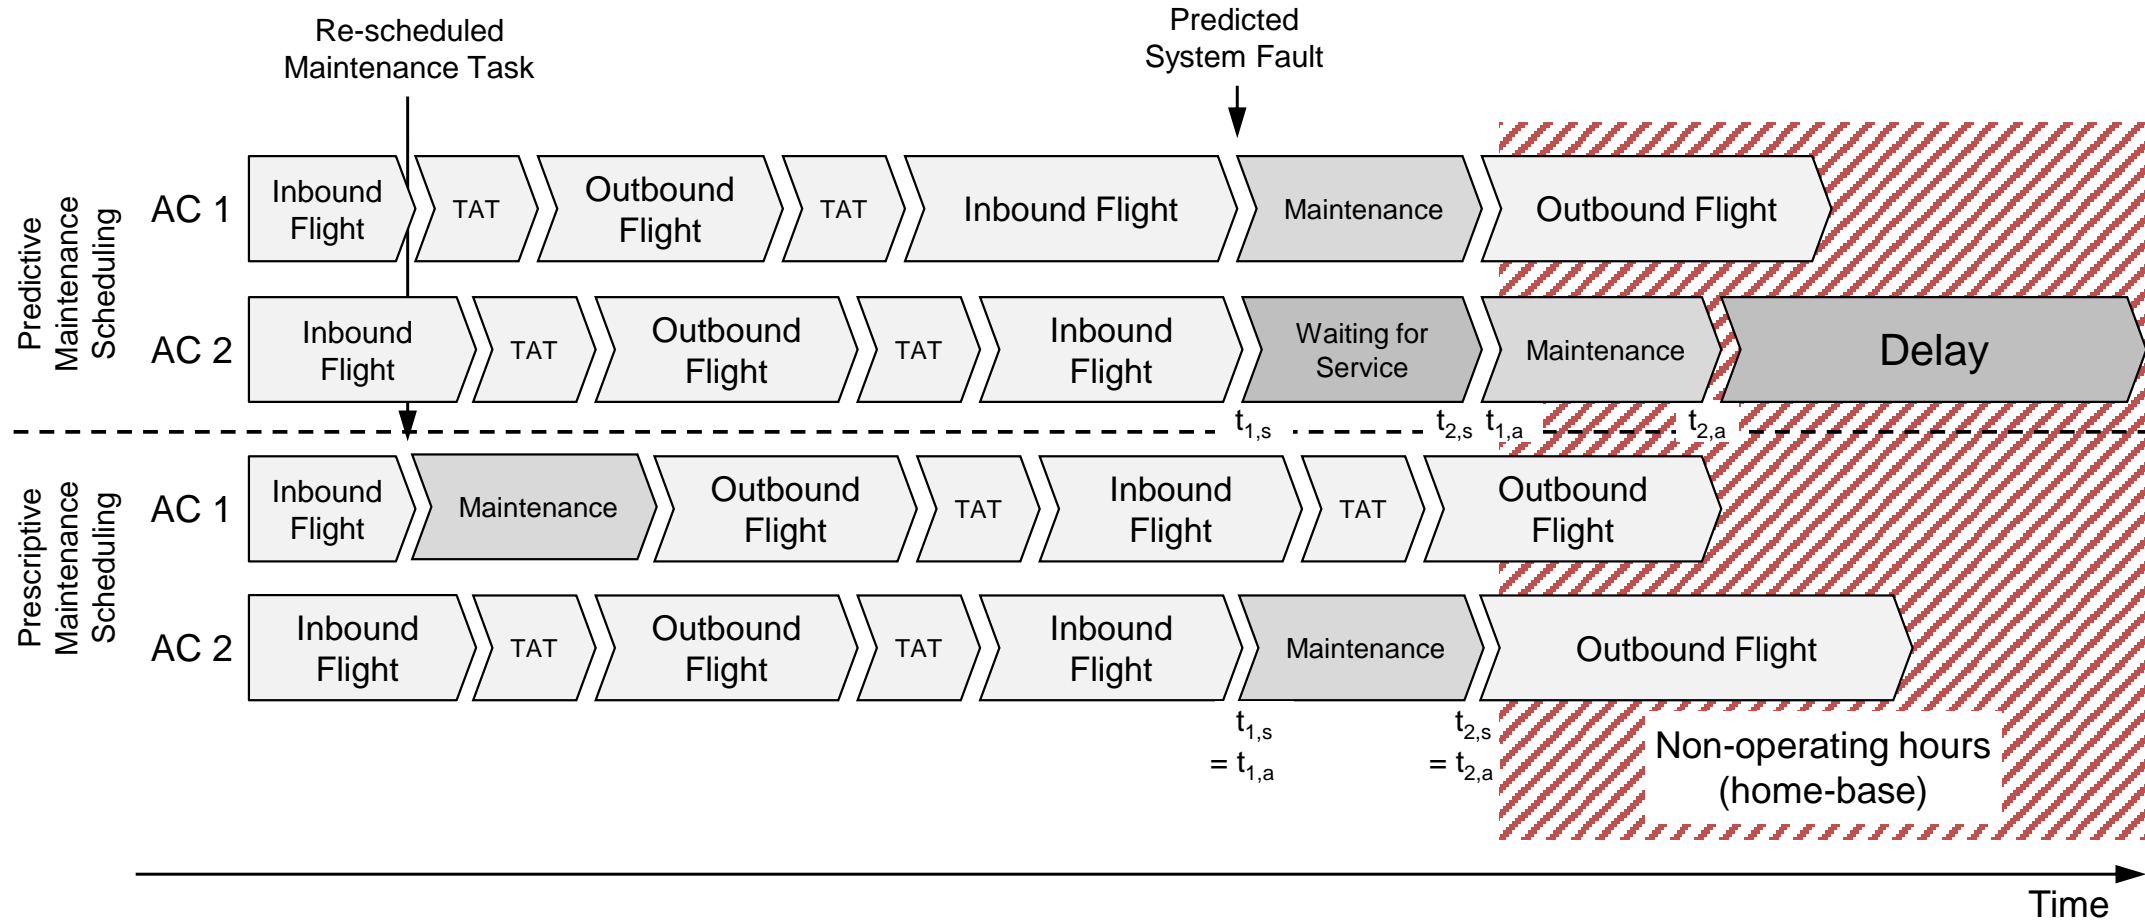 Re-scheduled
Maintenance Task
Predicted
System Fault
Predictive
Maintenance
Scheduling
AC 1
Inbound
Flight
TAT
Outbound
Flight
TAT
Inbound Flight
Maintenance
Outbound Flight
AC 2
Inbound
Flight
TAT
Outbound
Flight
TAT
Inbound
Flight
Waiting for
Service
Maintenance
Delay
t1,s
t2,s
t1,a
t2,a
Prescriptive
Maintenance
Scheduling
AC 1
Inbound
Flight
Maintenance
Outbound
Flight
TAT
Inbound
Flight
TAT
Outbound
Flight
AC 2
Inbound
Flight
TAT
Outbound
Flight
TAT
Inbound
Flight
Maintenance
Outbound Flight
t1,s
= t1,a
t2,s
= t2,a
Non-operating hours
(home-base)
Time